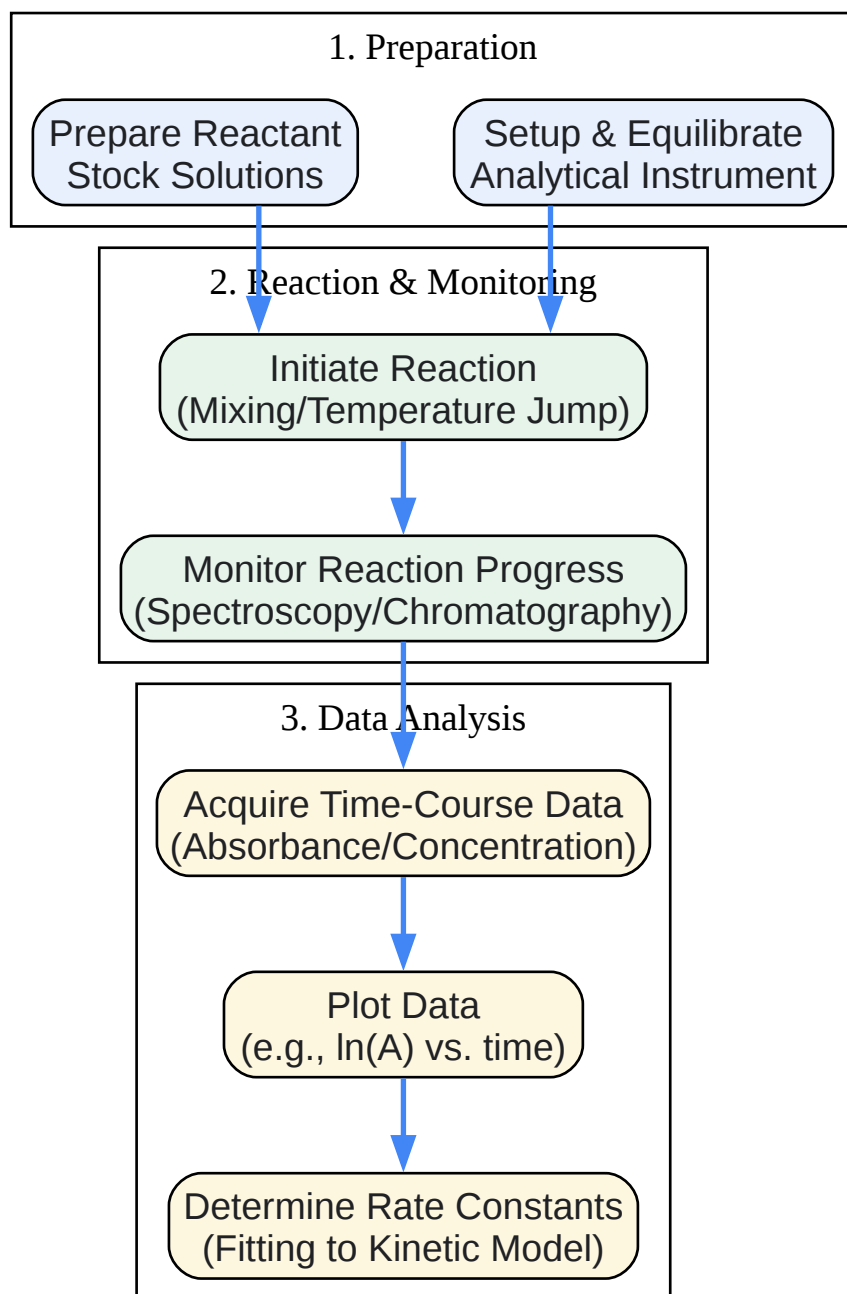 1. Preparation
Prepare Reactant
Stock Solutions
Setup & Equilibrate
Analytical Instrument
2. Reaction & Monitoring
Initiate Reaction
(Mixing/Temperature Jump)
Monitor Reaction Progress
(Spectroscopy/Chromatography)
3. Data Analysis
Acquire Time-Course Data
(Absorbance/Concentration)
Plot Data
(e.g., ln(A) vs. time)
Determine Rate Constants
(Fitting to Kinetic Model)